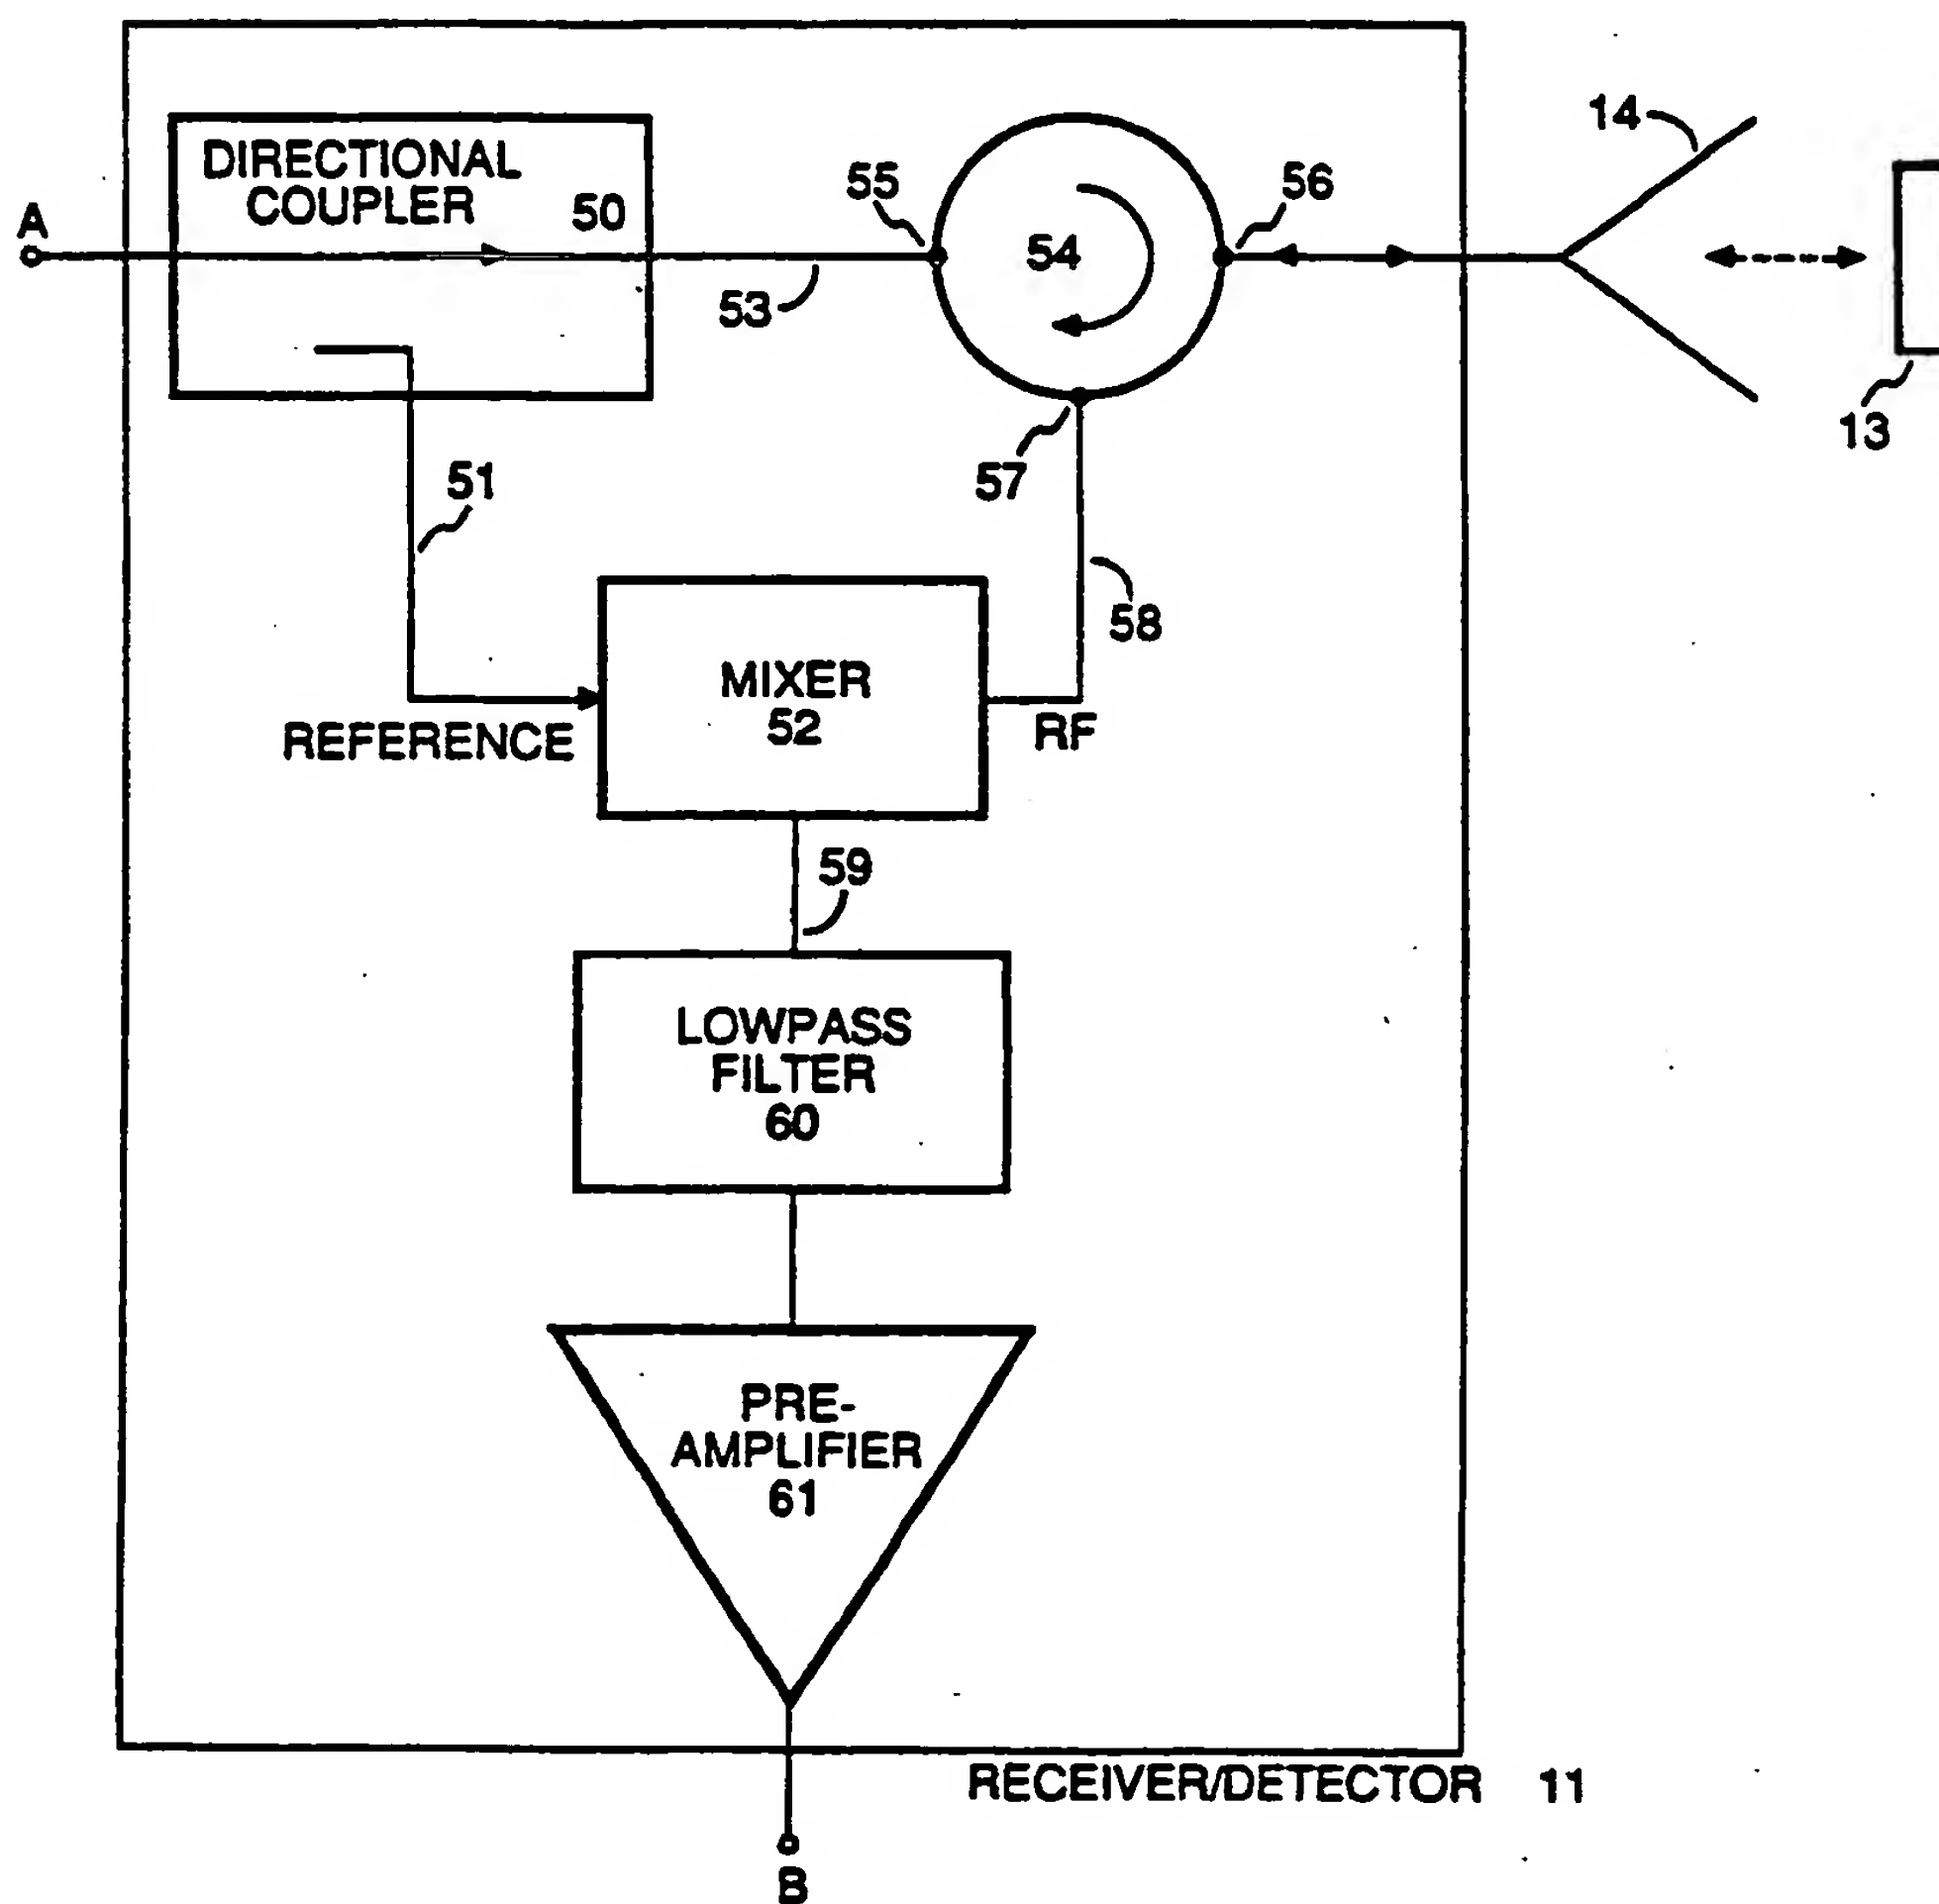 DIRECTIONAL
COUPLER 50
A
55
56
14
54
53
13
57
51
58
MIXER
52
REFERENCE
RF
59
LOWPASS
FILTER
60
PRE-
AMPLIFIER
61
RECEIVER/DETECTOR 11
B